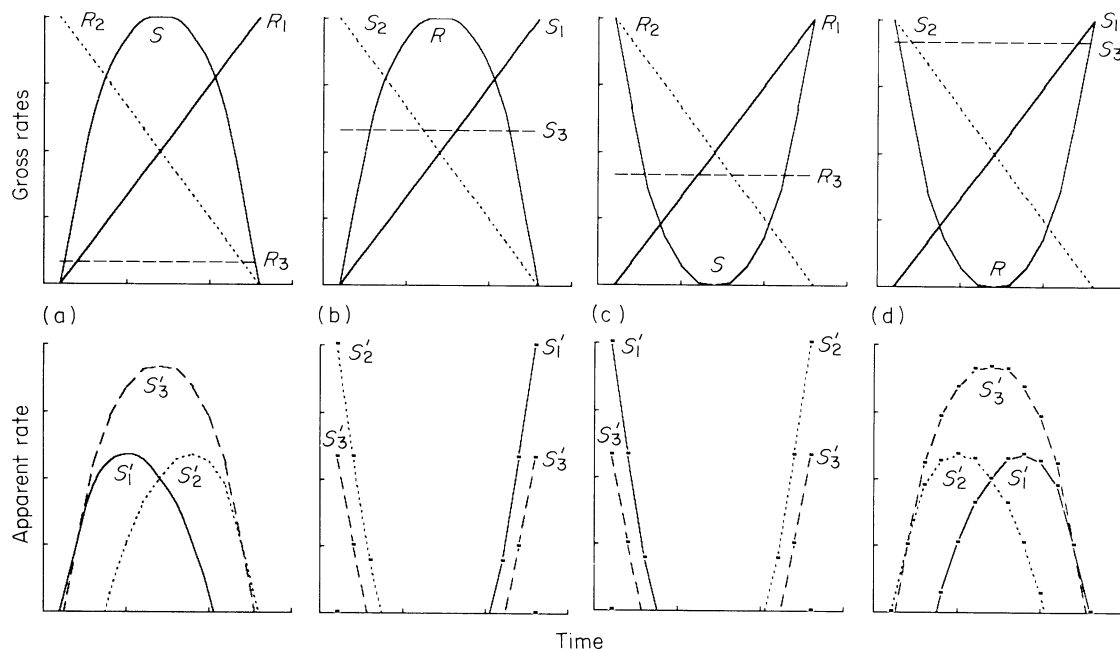 Gross rates
R2
S
R1
R3
S2
R
S1
S3
R2
S
R1
R3
S2
R
S1
S3
(a)
(b)
(c)
(d)
Apparent rate
S'3
S'1
S'2
S'2
S'3
S'1
S'3
S'1
S'3
S'2
S'3
S'3
S'2
S'1
Time